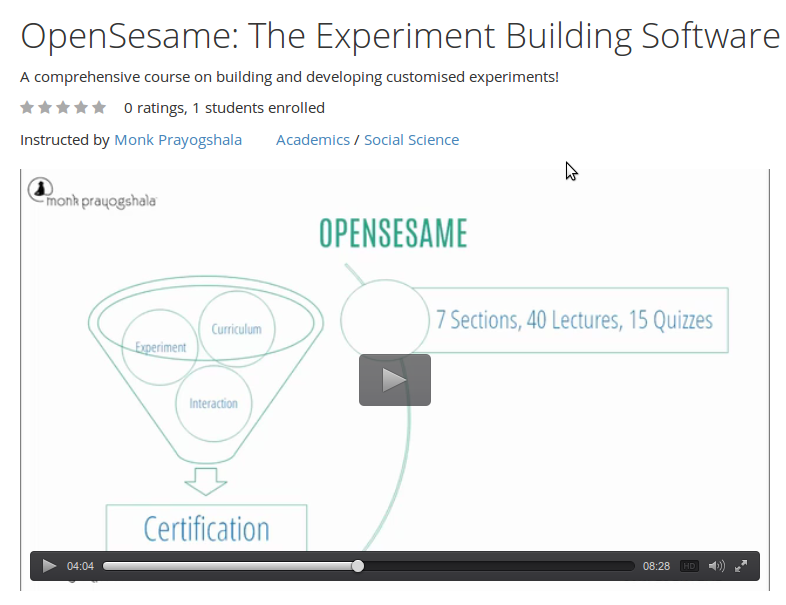 OpenSesame: The Experiment Building Software
A comprehensive course on building and developing customised experiments!
0 ratings, 1 students enrolled
Instructed by Monk Prayogshala Academics / Social Science
monk prayogshala
OPENSESAME
7 Sections, 40 Lectures, 15 Quizzes
Curriculum
Experiment
Interaction
Certification
04:04 08:28 HD